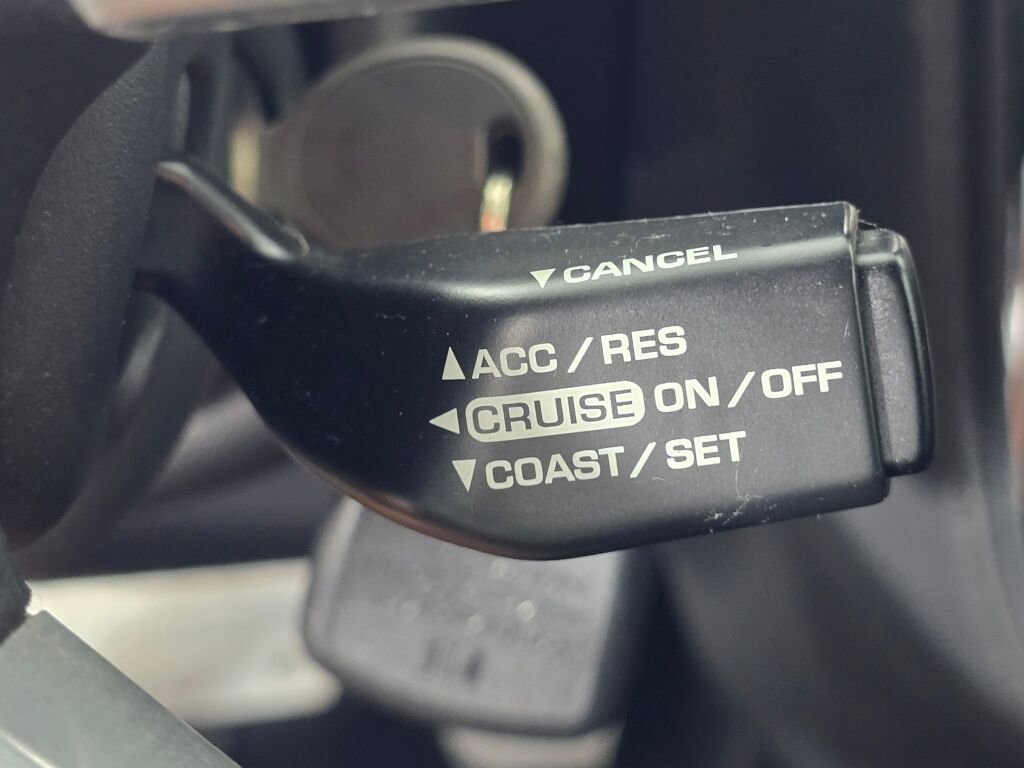 ▼CANCEL
▲ACC/RES
◀CRUISE ON/OFF
▼COAST/SET